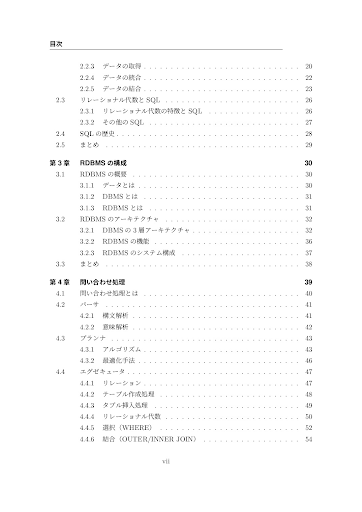 目次
2.2.3 データの取得 . . . . . . . . . . . . . . . . . . . . . . . . . . . . 20
2.2.4 データの統合 . . . . . . . . . . . . . . . . . . . . . . . . . . . . 22
2.2.5 データの結合 . . . . . . . . . . . . . . . . . . . . . . . . . . . . 23
2.3 リレーショナル代数と SQL . . . . . . . . . . . . . . . . . . . . . . . . 26
2.3.1 リレーショナル代数の特徴と SQL . . . . . . . . . . . . . . . . . 26
2.3.2 その他の SQL . . . . . . . . . . . . . . . . . . . . . . . . . . . 27
2.4 SQL の歴史 . . . . . . . . . . . . . . . . . . . . . . . . . . . . . . . . 28
2.5 まとめ . . . . . . . . . . . . . . . . . . . . . . . . . . . . . . . . . . 29
第 3 章 RDBMS の構成 30
3.1 RDBMS の概要 . . . . . . . . . . . . . . . . . . . . . . . . . . . . . . 30
3.1.1 データとは . . . . . . . . . . . . . . . . . . . . . . . . . . . . . 30
3.1.2 DBMS とは . . . . . . . . . . . . . . . . . . . . . . . . . . . . . 31
3.1.3 RDBMS とは . . . . . . . . . . . . . . . . . . . . . . . . . . . . 31
3.2 RDBMS のアーキテクチャ . . . . . . . . . . . . . . . . . . . . . . . . 32
3.2.1 DBMS の 3 層アーキテクチャ . . . . . . . . . . . . . . . . . . . . 32
3.2.2 RDBMS の機能 . . . . . . . . . . . . . . . . . . . . . . . . . . . 36
3.2.3 RDBMS のシステム構成 . . . . . . . . . . . . . . . . . . . . . . 37
3.3 まとめ . . . . . . . . . . . . . . . . . . . . . . . . . . . . . . . . . . 38
第 4 章 問い合わせ処理 39
4.1 問い合わせ処理とは . . . . . . . . . . . . . . . . . . . . . . . . . . . . 40
4.2 パーサ . . . . . . . . . . . . . . . . . . . . . . . . . . . . . . . . . . 41
4.2.1 構文解析 . . . . . . . . . . . . . . . . . . . . . . . . . . . . . . 41
4.2.2 意味解析 . . . . . . . . . . . . . . . . . . . . . . . . . . . . . . 42
4.3 プランナ . . . . . . . . . . . . . . . . . . . . . . . . . . . . . . . . . 43
4.3.1 アルゴリズム . . . . . . . . . . . . . . . . . . . . . . . . . . . . 43
4.3.2 最適化手法 . . . . . . . . . . . . . . . . . . . . . . . . . . . . . 46
4.4 エグゼキュータ . . . . . . . . . . . . . . . . . . . . . . . . . . . . . . 47
4.4.1 リレーション . . . . . . . . . . . . . . . . . . . . . . . . . . . . 47
4.4.2 テーブル作成処理 . . . . . . . . . . . . . . . . . . . . . . . . . . 48
4.4.3 タプル挿入処理 . . . . . . . . . . . . . . . . . . . . . . . . . . . 49
4.4.4 リレーショナル代数 . . . . . . . . . . . . . . . . . . . . . . . . . 50
4.4.5 選択（WHERE） . . . . . . . . . . . . . . . . . . . . . . . . . . 52
4.4.6 結合（OUTER/INNER JOIN） . . . . . . . . . . . . . . . . . . 54
vii